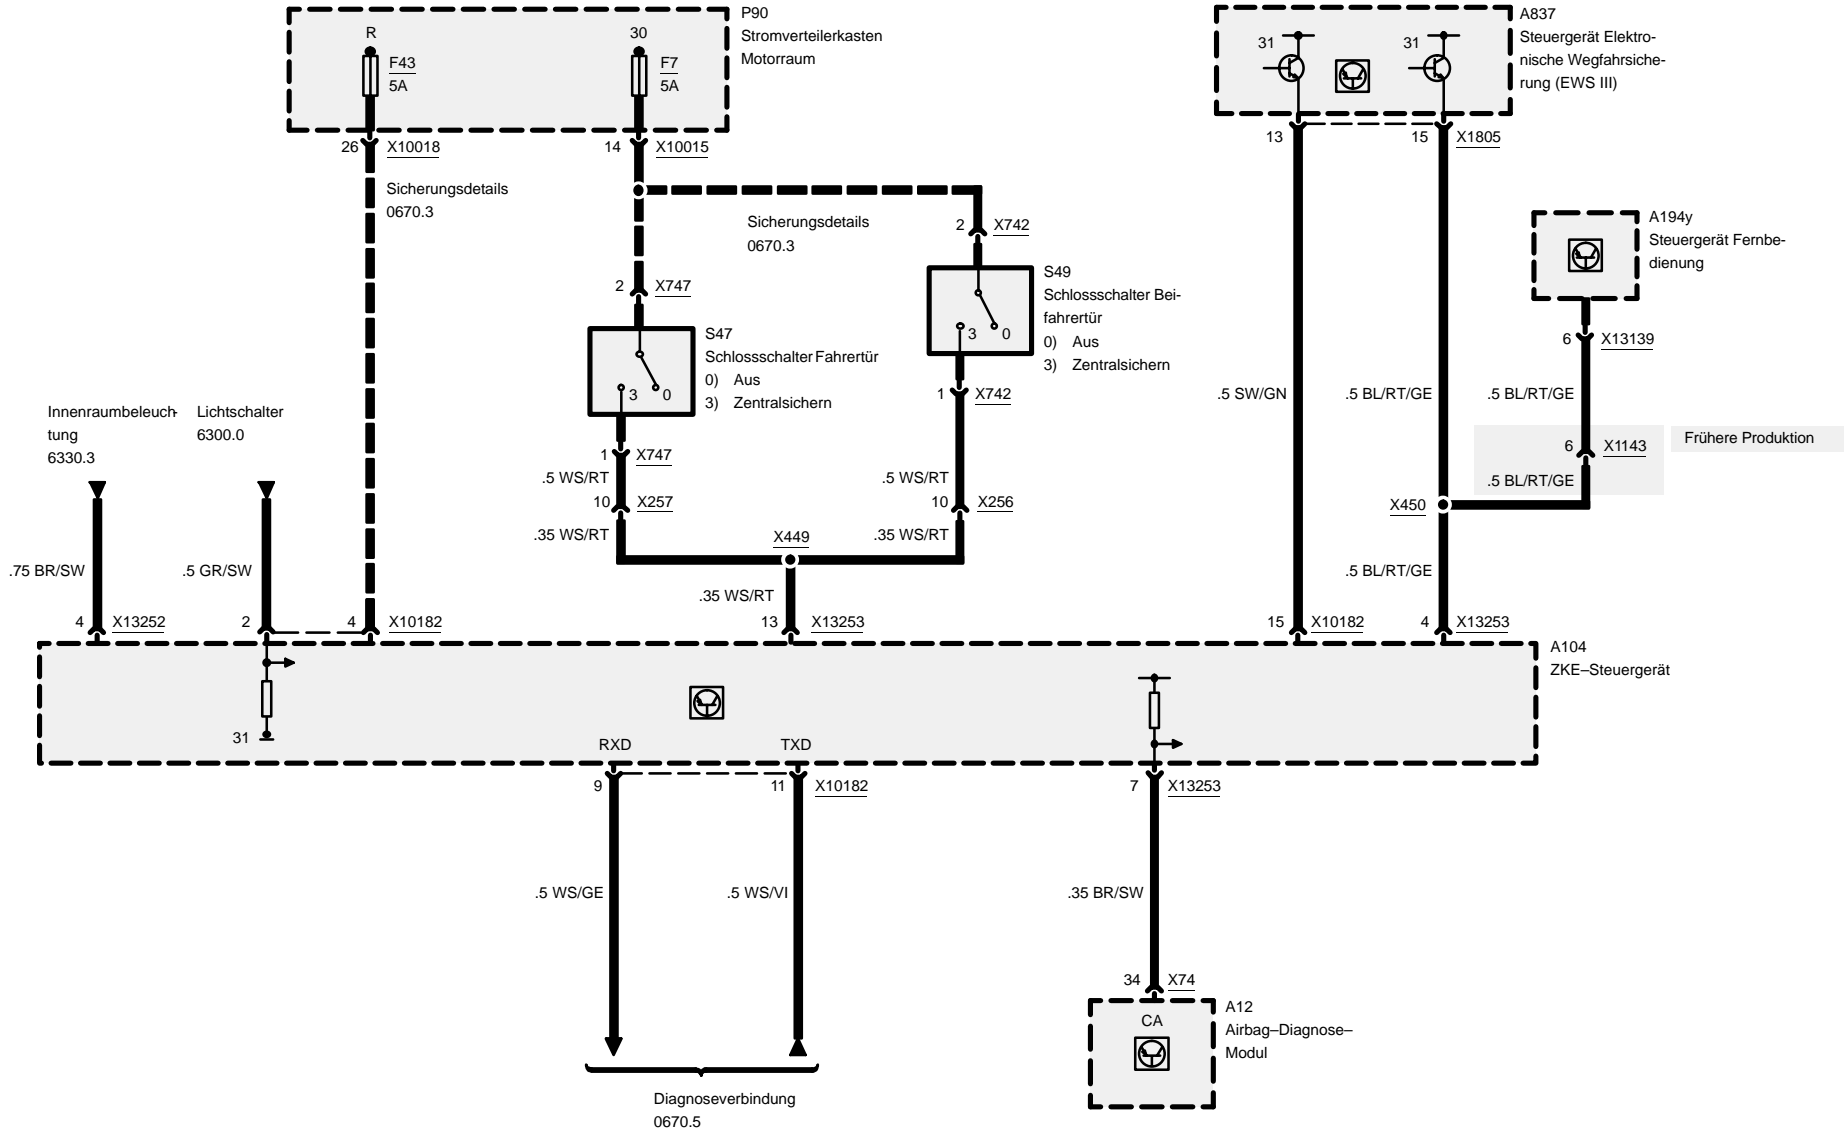 P90
Stromverteilerkasten
Motorraum
R
F43
5A
30
F7
5A
26 X10018
14 X10015
A837
Steuergerät Elektro-
nische Wegfahrsiche-
rung (EWS III)
31
31
13
15 X1805
Sicherungsdetails
0670.3
Sicherungsdetails
0670.3
2 X742
2 X747
S49
Schlossschalter Bei-
fahrertür
0) Aus
3) Zentralsichern
3 0
S47
Schlossschalter Fahrertür
0) Aus
3) Zentralsichern
3 0
A194y
Steuergerät Fernbe-
dienung
6 X13139
1 X742
.5 SW/GN
.5 BL/RT/GE
.5 BL/RT/GE
Innenraumbeleuch-
tung
6330.3
Lichtschalter
6300.0
Frühere Produktion
6 X1143
.5 BL/RT/GE
1 X747
.5 WS/RT
.5 WS/RT
10 X257
10 X256
X450
.35 WS/RT
X449
.35 WS/RT
.75 BR/SW
.5 GR/SW
.5 BL/RT/GE
.35 WS/RT
4 X13252
2
4 X10182
13 X13253
15 X10182
4 X13253
A104
ZKE–Steuergerät
31
RXD
TXD
9
11 X10182
7 X13253
.5 WS/GE
.5 WS/VI
.35 BR/SW
34 X74
A12
Airbag–Diagnose–
Modul
CA
Diagnoseverbindung
0670.5